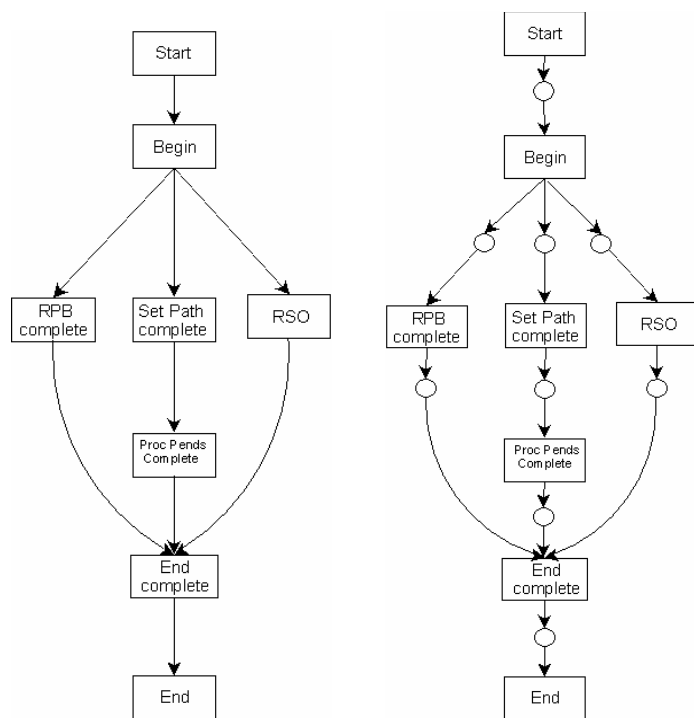 Start
Begin
RPB
complete
Set Path
complete
RSO
Proc Pends
Complete
End
complete
End
Start
Begin
RPB
complete
Set Path
complete
RSO
Proc Pends
Complete
End
complete
End